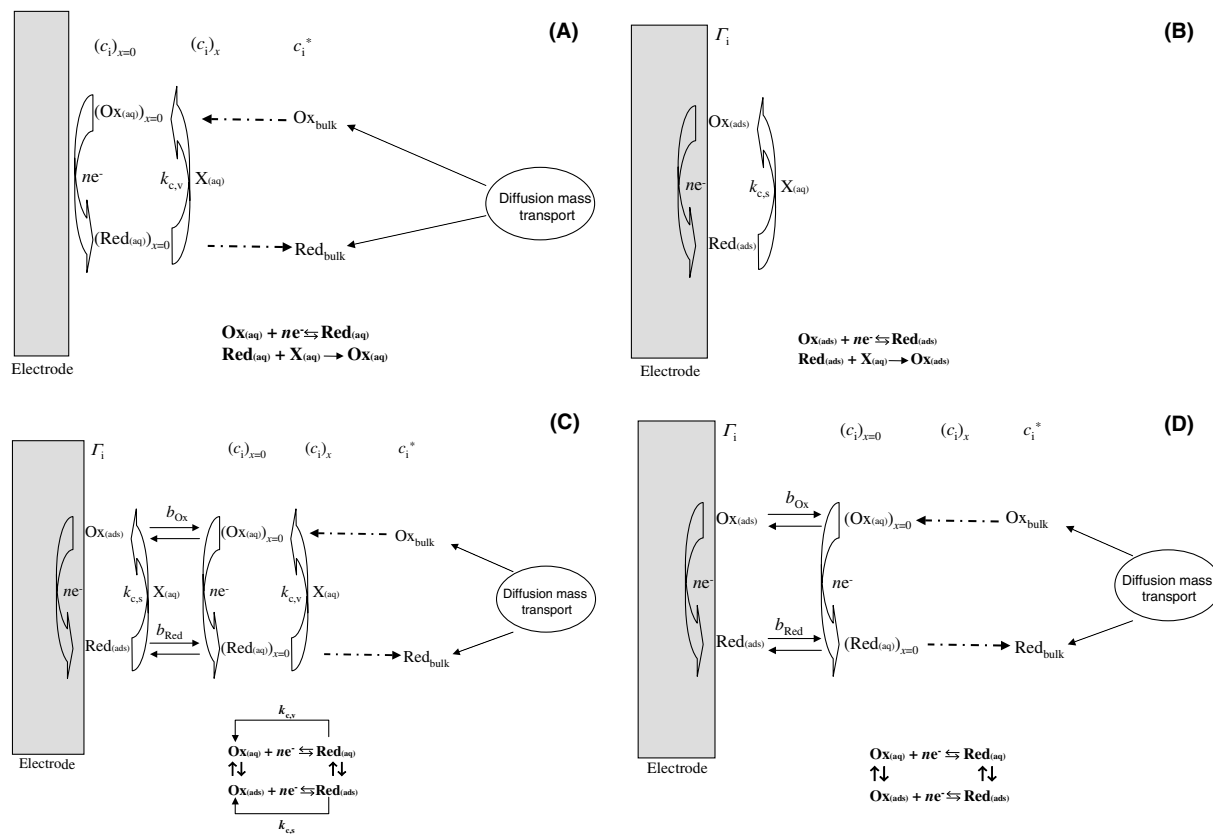 (A)
(c_i)_{x=0} (c_i)_x c_i*
(Ox(aq))_{x=0} Ox_bulk
ne⁻ k_{c,v} X(aq)
Diffusion mass
transport
(Red(aq))_{x=0} Red_bulk
Ox(aq) + ne⁻ ⇆ Red(aq)
Red(aq) + X(aq) → Ox(aq)
Electrode
(B)
Γ_i
Ox(ads)
ne⁻ k_{c,s} X(aq)
Red(ads)
Ox(ads) + ne⁻ ⇆ Red(ads)
Red(ads) + X(aq) → Ox(ads)
Electrode
(C)
Γ_i (c_i)_{x=0} (c_i)_x c_i*
b_Ox
Ox(ads) (Ox(aq))_{x=0} Ox_bulk
ne⁻ k_{c,s} X(aq) ne⁻ k_{c,v} X(aq)
Diffusion mass
transport
b_Red
Red(ads) (Red(aq))_{x=0} Red_bulk
k_{c,v}
Ox(aq) + ne⁻ ⇆ Red(aq)
↑↓ ↑↓
Ox(ads) + ne⁻ ⇆ Red(ads)
k_{c,s}
Electrode
(D)
Γ_i (c_i)_{x=0} (c_i)_x c_i*
b_Ox
Ox(ads) (Ox(aq))_{x=0} Ox_bulk
ne⁻ ne⁻
Diffusion mass
transport
b_Red
Red(ads) (Red(aq))_{x=0} Red_bulk
Ox(aq) + ne⁻ ⇆ Red(aq)
↑↓ ↑↓
Ox(ads) + ne⁻ ⇆ Red(ads)
Electrode